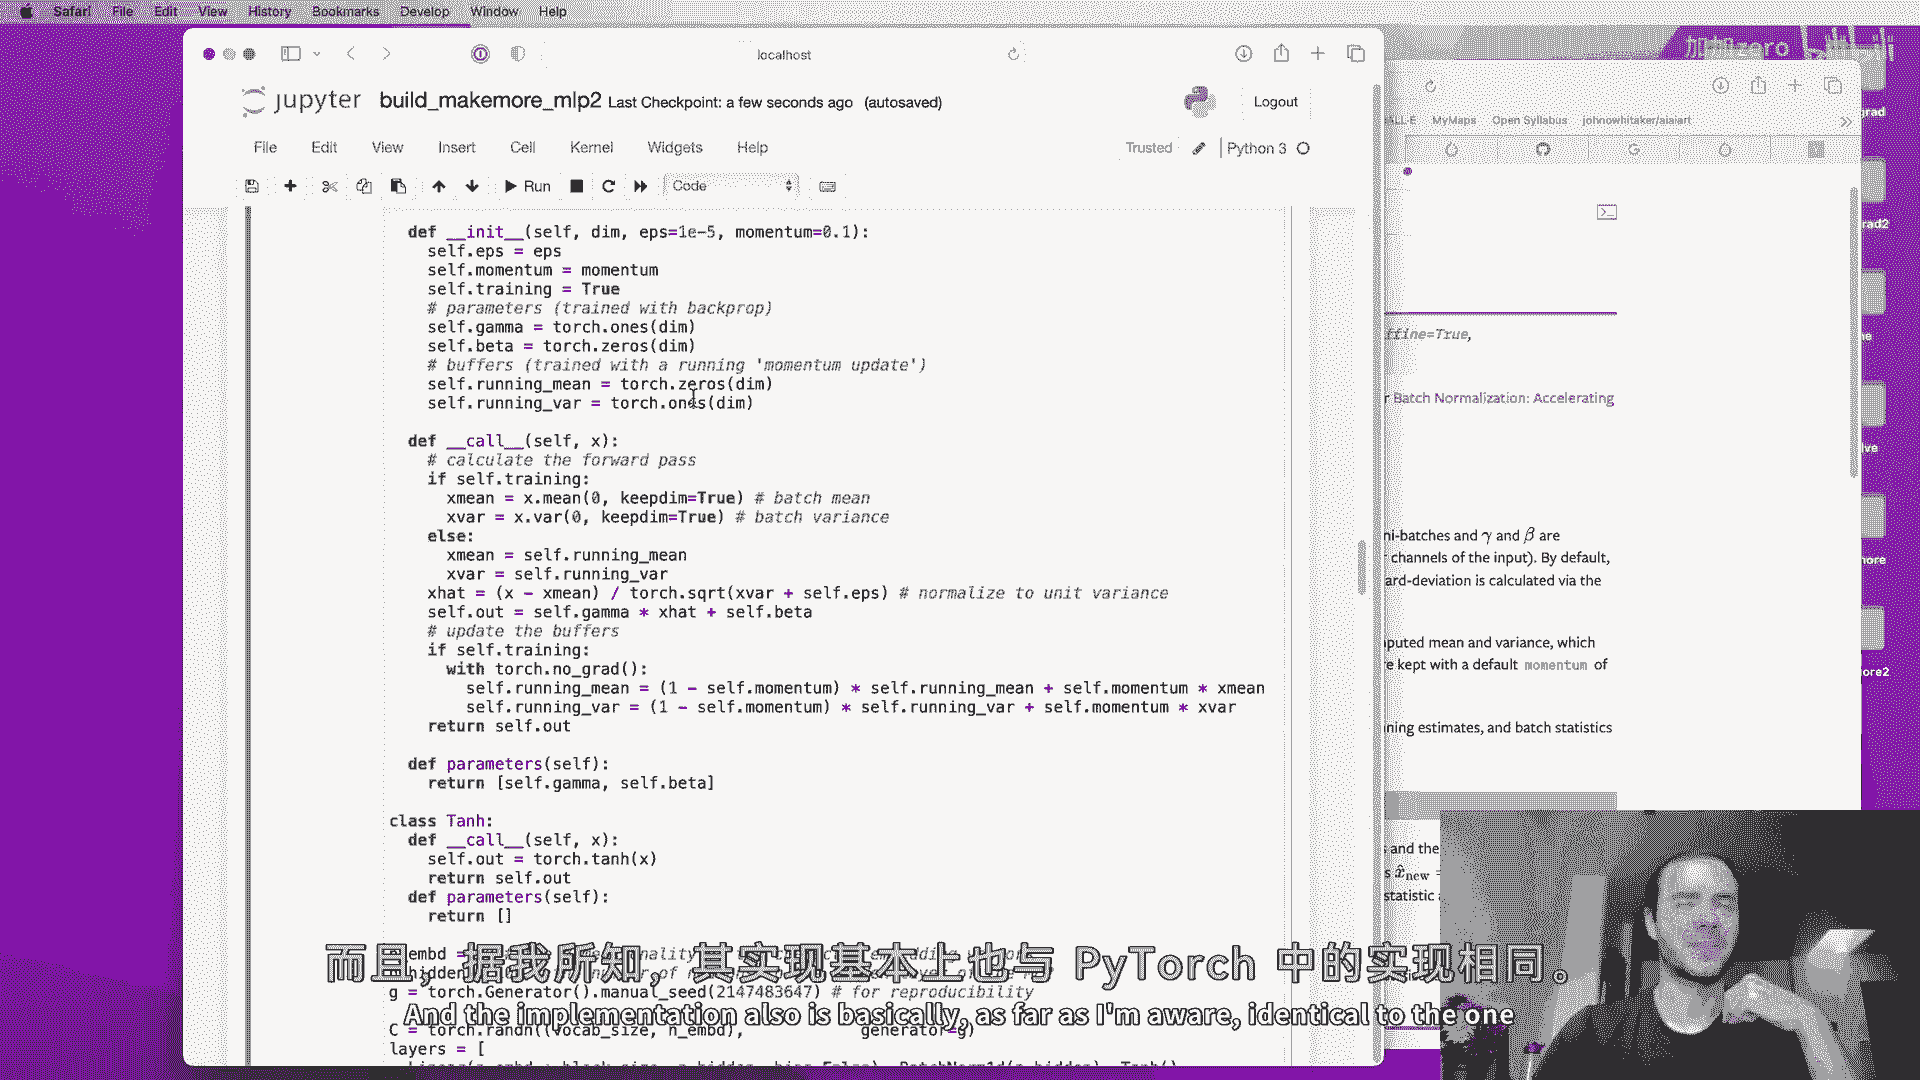 Safari File Edit View History Bookmarks Develop Window Help
加加zero
localhost
jupyter build_makemore_mlp2 Last Checkpoint: a few seconds ago (autosaved)
Logout
File Edit View Insert Cell Kernel Widgets Help
Trusted Python 3
Run Code
def __init__(self, dim, eps=1e-5, momentum=0.1):
self.eps = eps
self.momentum = momentum
self.training = True
# parameters (trained with backprop)
self.gamma = torch.ones(dim)
self.beta = torch.zeros(dim)
# buffers (trained with a running 'momentum update')
self.running_mean = torch.zeros(dim)
self.running_var = torch.ones(dim)
def __call__(self, x):
# calculate the forward pass
if self.training:
xmean = x.mean(0, keepdim=True) # batch mean
xvar = x.var(0, keepdim=True) # batch variance
else:
xmean = self.running_mean
xvar = self.running_var
xhat = (x - xmean) / torch.sqrt(xvar + self.eps) # normalize to unit variance
self.out = self.gamma * xhat + self.beta
# update the buffers
if self.training:
with torch.no_grad():
self.running_mean = (1 - self.momentum) * self.running_mean + self.momentum * xmean
self.running_var = (1 - self.momentum) * self.running_var + self.momentum * xvar
return self.out
def parameters(self):
return [self.gamma, self.beta]
class Tanh:
def __call__(self, x):
self.out = torch.tanh(x)
return self.out
def parameters(self):
return []
g = torch.Generator().manual_seed(2147483647) # for reproducibility
C = torch.randn((vocab_size, n_embd), generator=g)
layers = [
ALL-E MyMaps Open Syllabus johnowhitaker/aiaiart
ffine=True,
r Batch Normalization: Accelerating
ni-batches and γ and β are
channels of the input). By default,
ard-deviation is calculated via the
nputed mean and variance, which
e kept with a default momentum of
ning estimates, and batch statistics
s and the
s x̂new =
statistic
rad
rad2
ne
ive
nore
ore2
而且，据我所知，其实现基本上也与 PyTorch 中的实现相同。
And the implementation also is basically, as far as I'm aware, identical to the one